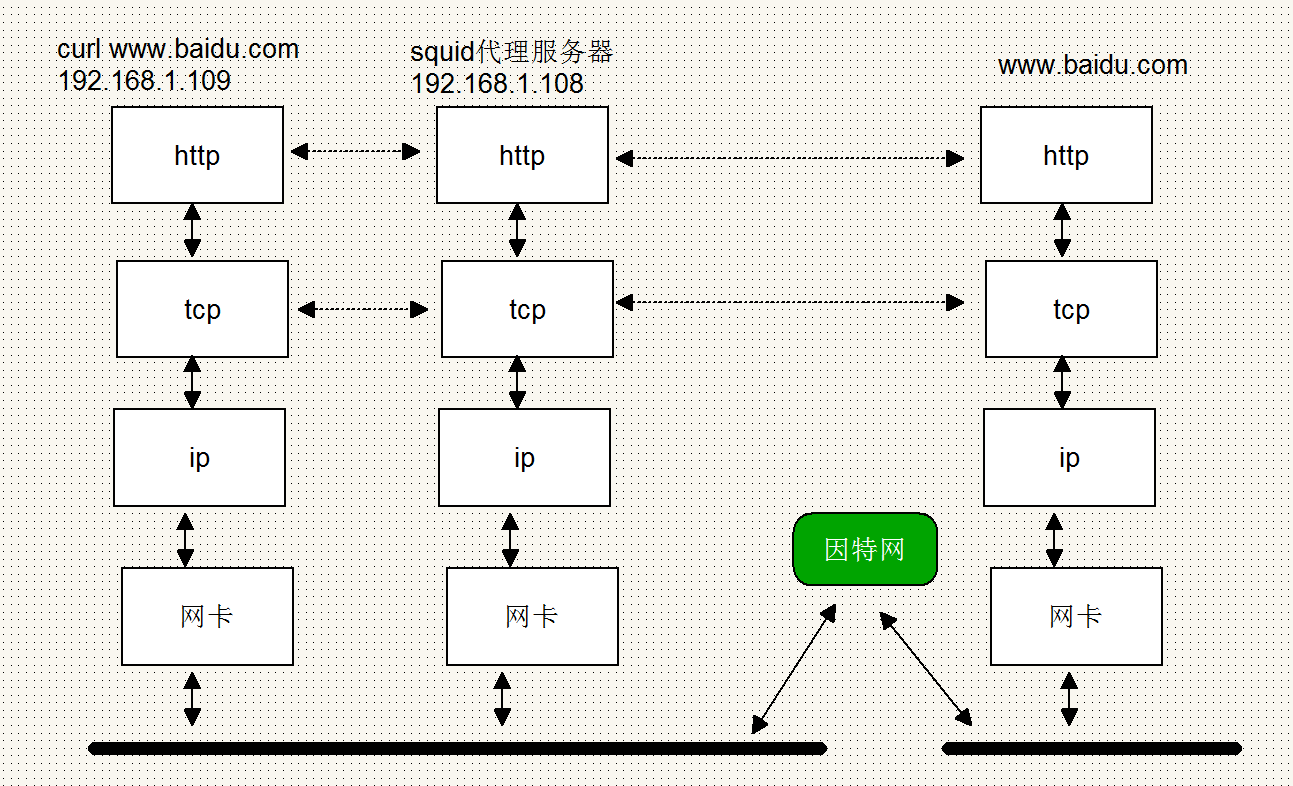 curl www.baidu.com
192.168.1.109
squid代理服务器
192.168.1.108
www.baidu.com
http
http
http
tcp
tcp
tcp
ip
ip
ip
因特网
网卡
网卡
网卡